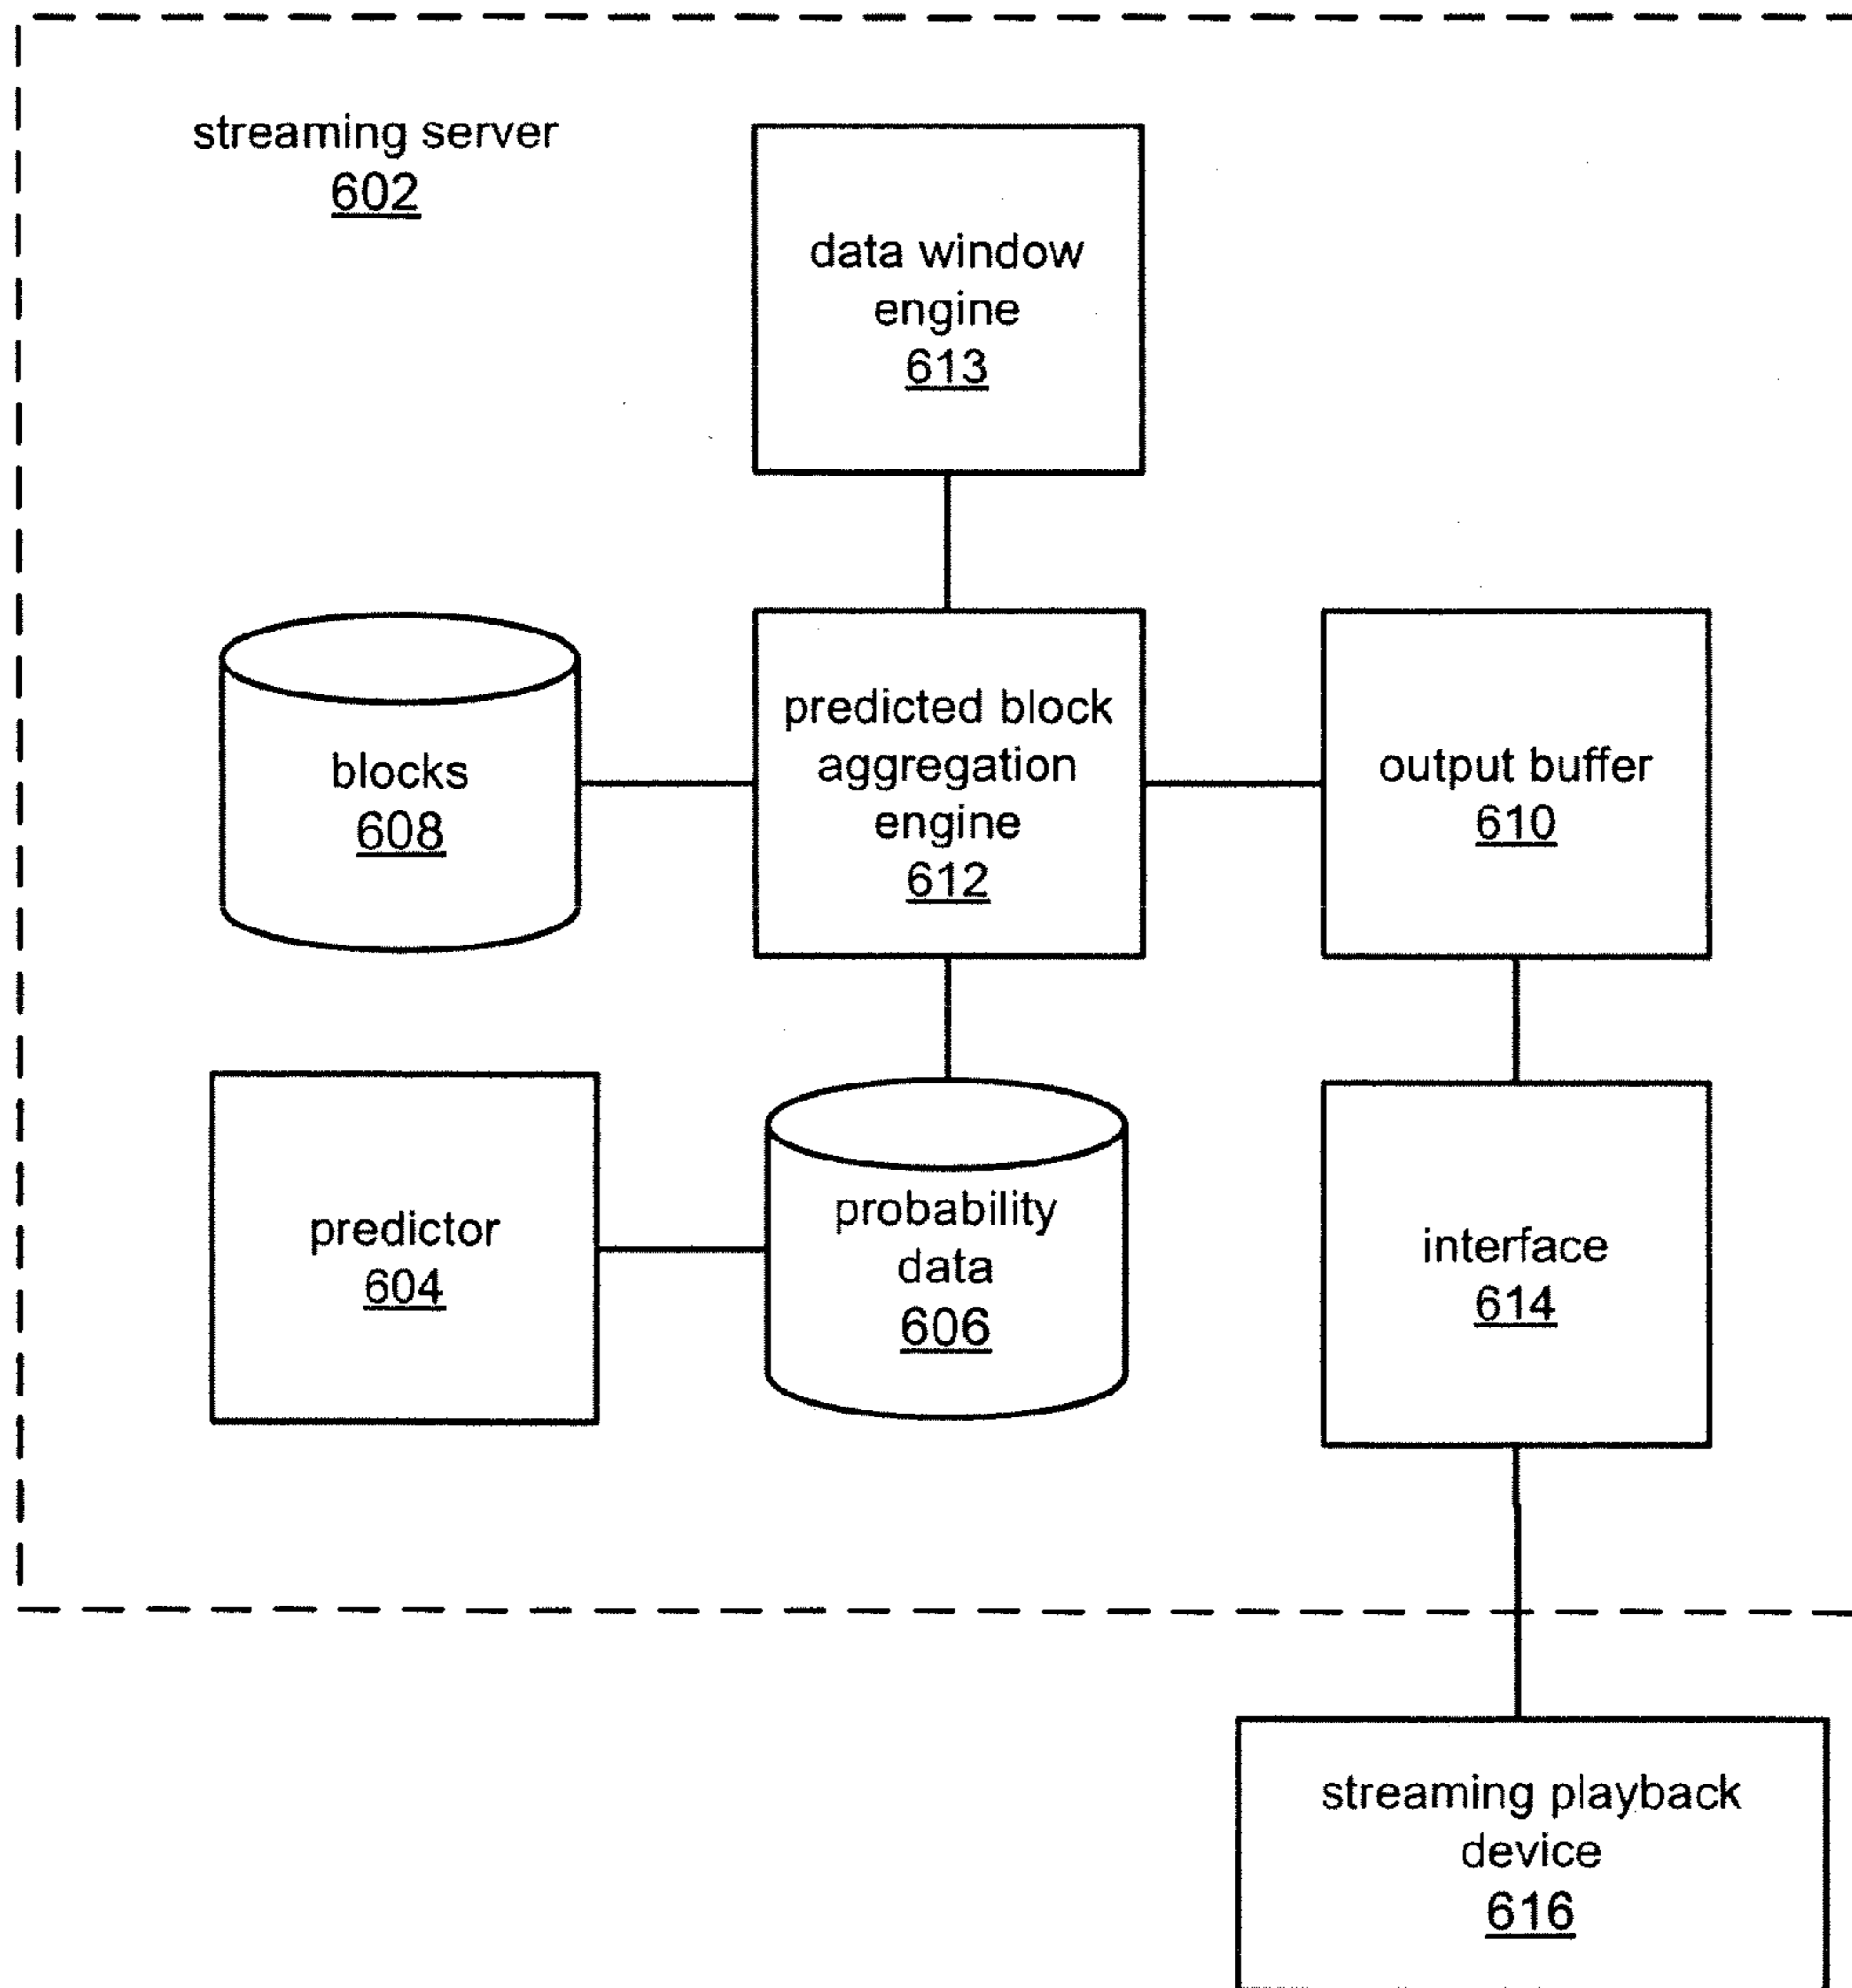 streaming server
602
data window
engine
613
blocks
608
predicted block
aggregation
engine
612
output buffer
610
predictor
604
probability
data
606
interface
614
streaming playback
device
616